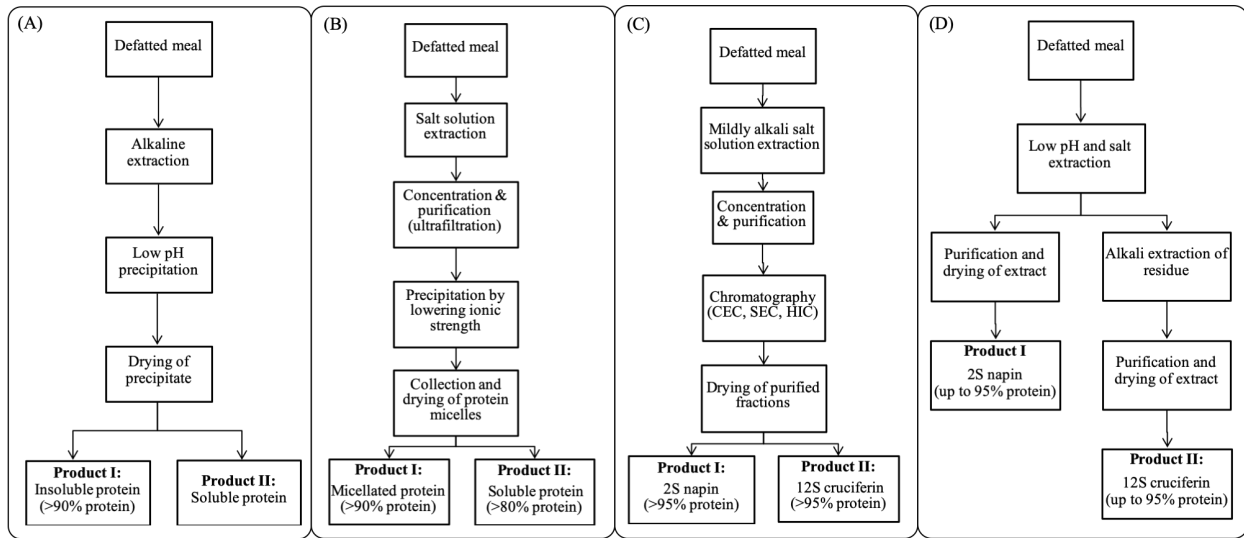 (A)
Defatted meal
Alkaline
extraction
Low pH
precipitation
Drying of
precipitate
Product I:
Insoluble protein
(>90% protein)
Product II:
Soluble protein
(B)
Defatted meal
Salt solution
extraction
Concentration &
purification
(ultrafiltration)
Precipitation by
lowering ionic
strength
Collection and
drying of protein
micelles
Product I:
Micellated protein
(>90% protein)
Product II:
Soluble protein
(>80% protein)
(C)
Defatted meal
Mildly alkali salt
solution extraction
Concentration
& purification
Chromatography
(CEC, SEC, HIC)
Drying of purified
fractions
Product I:
2S napin
(>95% protein)
Product II:
12S cruciferin
(>95% protein)
(D)
Defatted meal
Low pH and salt
extraction
Purification and
drying of extract
Product I
2S napin
(up to 95% protein)
Alkali extraction of
residue
Purification and
drying of extract
Product II:
12S cruciferin
(up to 95% protein)